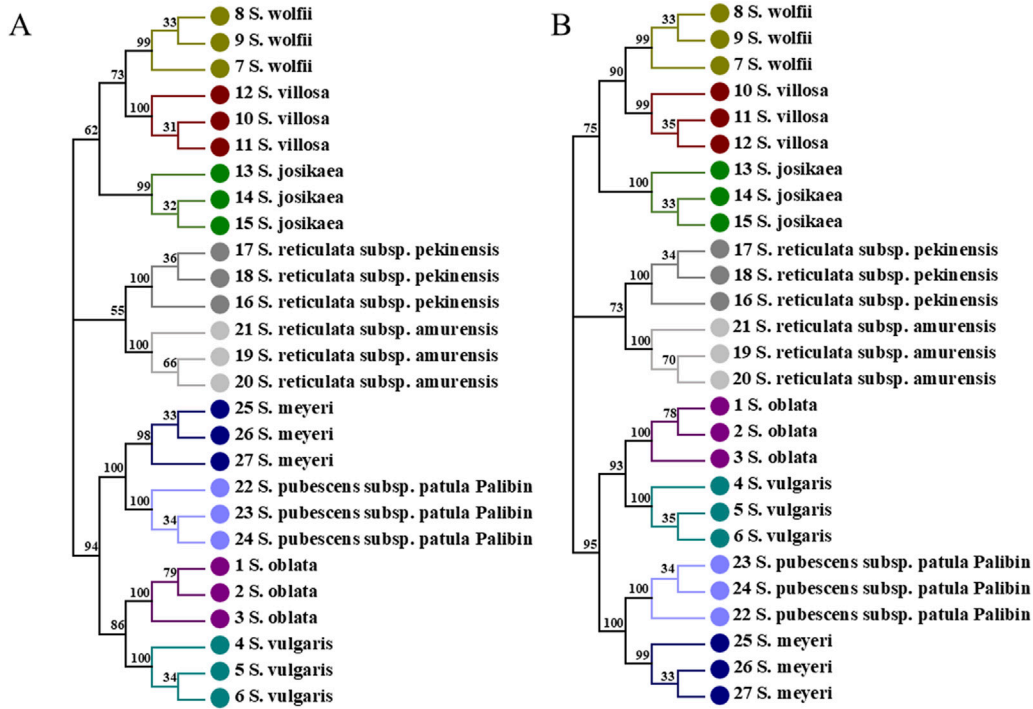 A
33
8 S. wolfii
99
9 S. wolfii
7 S. wolfii
73
12 S. villosa
100
10 S. villosa
31
11 S. villosa
62
13 S. josikaea
99
14 S. josikaea
32
15 S. josikaea
17 S. reticulata subsp. pekinensis
36
18 S. reticulata subsp. pekinensis
100
16 S. reticulata subsp. pekinensis
55
21 S. reticulata subsp. amurensis
100
19 S. reticulata subsp. amurensis
66
20 S. reticulata subsp. amurensis
25 S. meyeri
33
26 S. meyeri
98
27 S. meyeri
100
22 S. pubescens subsp. patula Palibin
100
23 S. pubescens subsp. patula Palibin
34
24 S. pubescens subsp. patula Palibin
94
1 S. oblata
79
2 S. oblata
100
3 S. oblata
86
4 S. vulgaris
100
5 S. vulgaris
34
6 S. vulgaris
B
33
8 S. wolfii
99
9 S. wolfii
7 S. wolfii
90
10 S. villosa
99
11 S. villosa
35
12 S. villosa
75
13 S. josikaea
100
14 S. josikaea
33
15 S. josikaea
17 S. reticulata subsp. pekinensis
34
18 S. reticulata subsp. pekinensis
100
16 S. reticulata subsp. pekinensis
73
21 S. reticulata subsp. amurensis
100
19 S. reticulata subsp. amurensis
70
20 S. reticulata subsp. amurensis
1 S. oblata
78
2 S. oblata
100
3 S. oblata
93
4 S. vulgaris
100
5 S. vulgaris
35
6 S. vulgaris
95
23 S. pubescens subsp. patula Palibin
34
24 S. pubescens subsp. patula Palibin
100
22 S. pubescens subsp. patula Palibin
100
25 S. meyeri
99
26 S. meyeri
33
27 S. meyeri